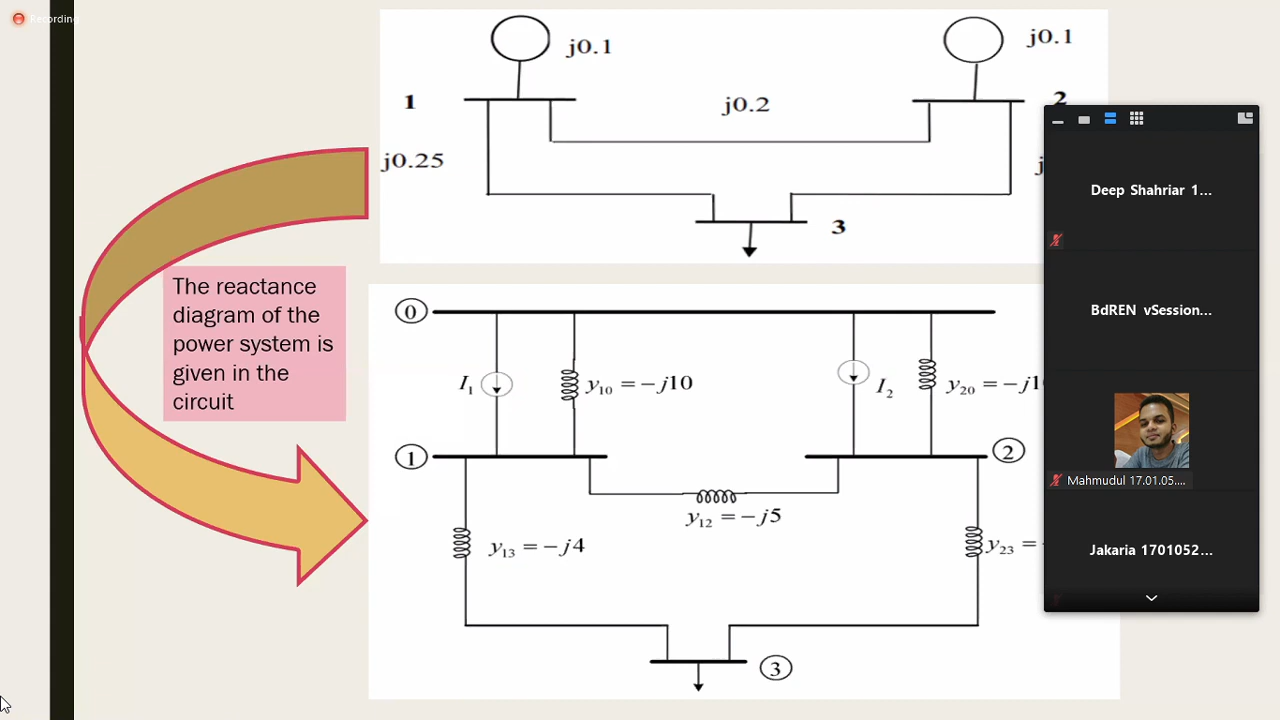 Recording
j0.1
j0.1
1
j0.2
2
j0.25
3
The reactance
diagram of the
power system is
given in the
circuit
0
I1
y10 = −j10
I2
y20
1
2
y12 = −j5
y13 = −j4
y23 =
3
Deep Shahriar 1...
BdREN vSession...
Mahmudul 17.01.05....
Jakaria 1701052...